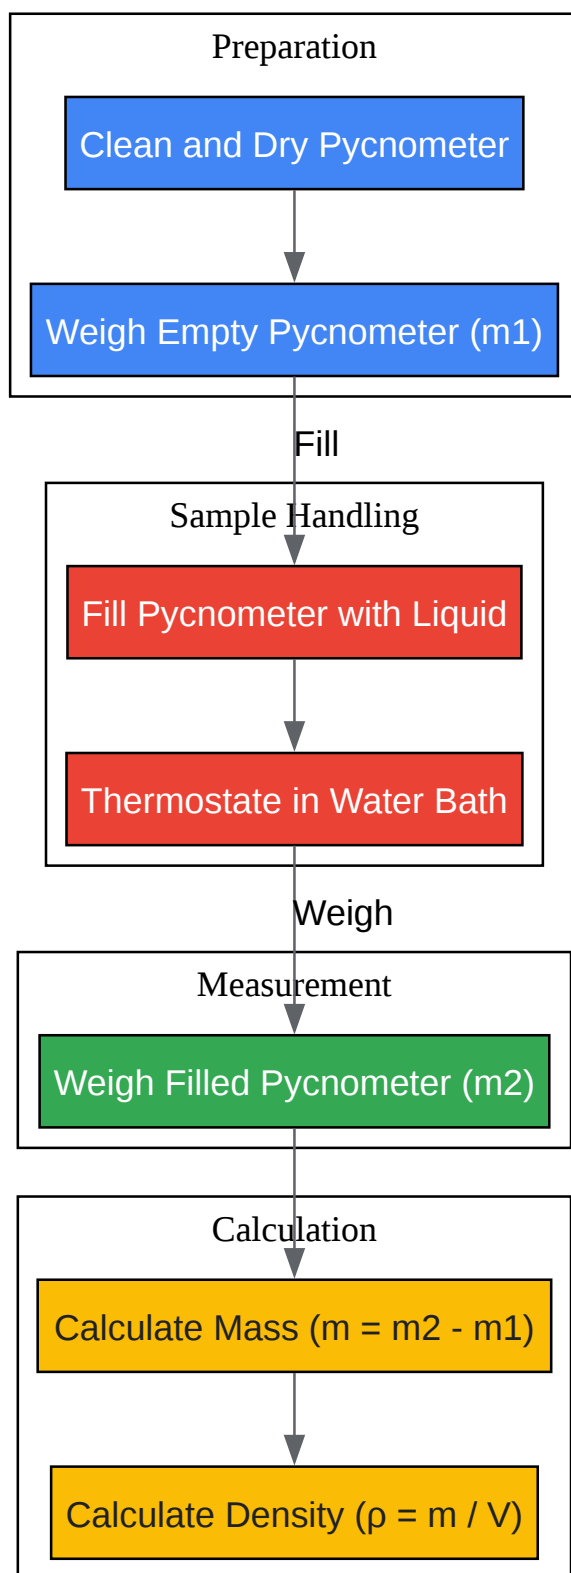 Preparation
Clean and Dry Pycnometer
Weigh Empty Pycnometer (m1)
Fill
Sample Handling
Fill Pycnometer with Liquid
Thermostate in Water Bath
Weigh
Measurement
Weigh Filled Pycnometer (m2)
Calculation
Calculate Mass (m = m2 - m1)
Calculate Density (ρ = m / V)